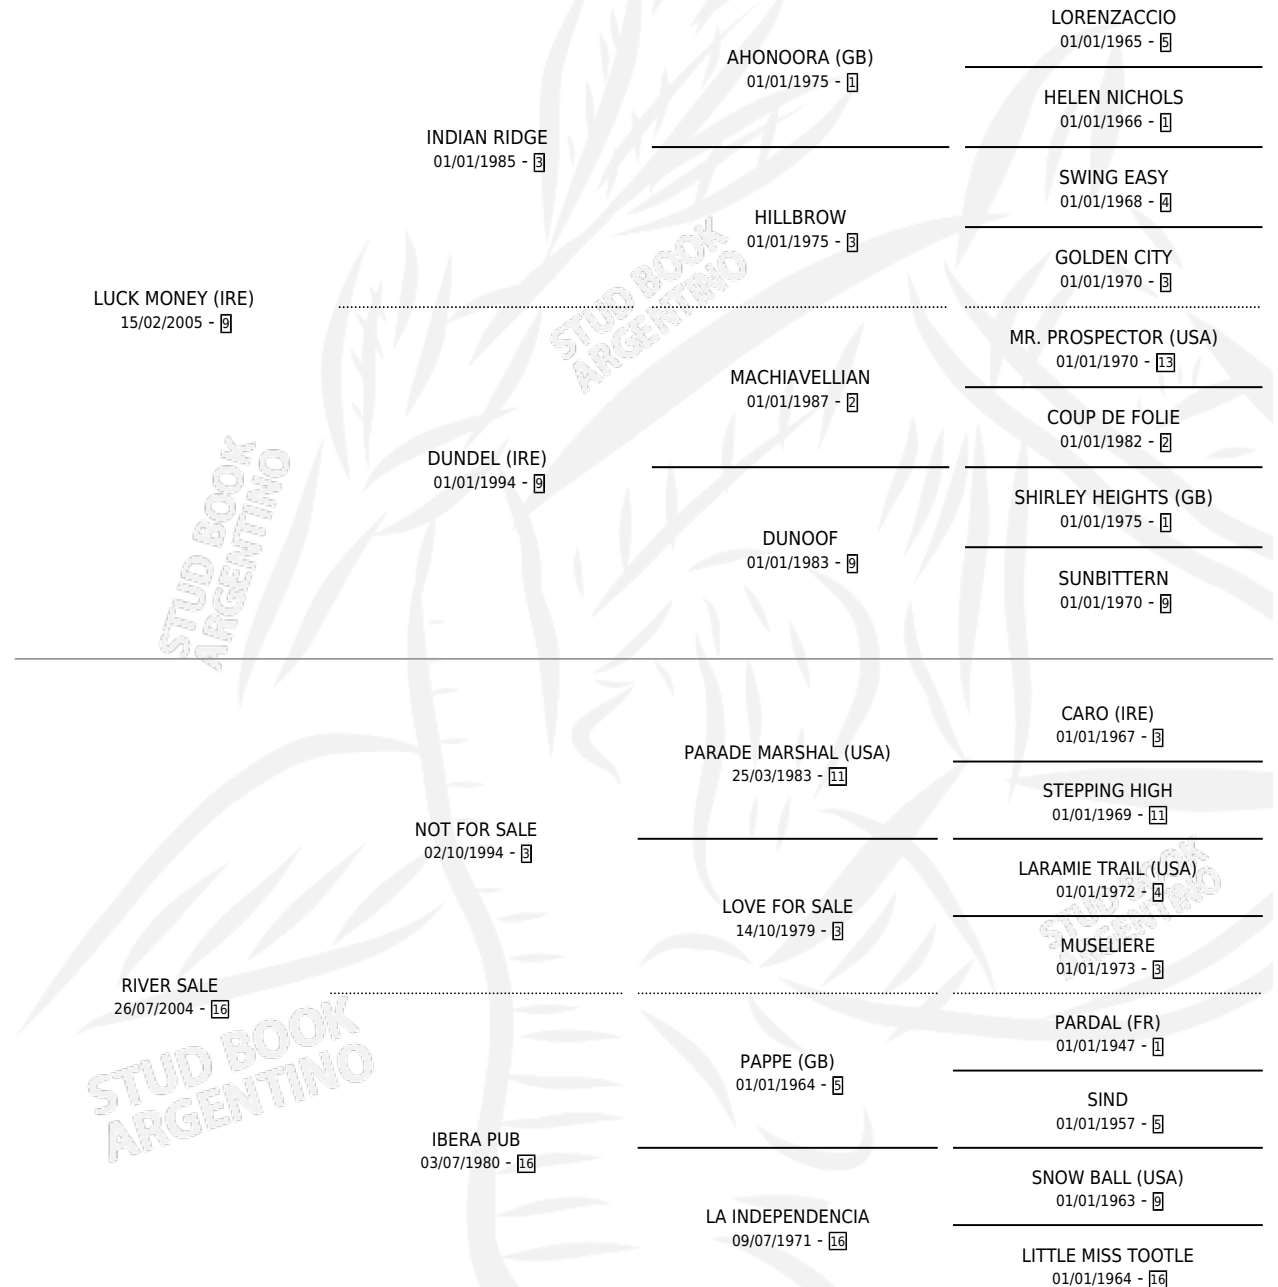 LORENZACCIO
01/01/1965 - 5
AHONOORA (GB)
01/01/1975 - 1
HELEN NICHOLS
01/01/1966 - 1
INDIAN RIDGE
01/01/1985 - 3
SWING EASY
01/01/1968 - 4
HILLBROW
01/01/1975 - 3
GOLDEN CITY
01/01/1970 - 3
LUCK MONEY (IRE)
15/02/2005 - 9
MR. PROSPECTOR (USA)
01/01/1970 - 13
MACHIAVELLIAN
01/01/1987 - 2
COUP DE FOLIE
01/01/1982 - 2
DUNDEL (IRE)
01/01/1994 - 9
SHIRLEY HEIGHTS (GB)
01/01/1975 - 1
DUNOOF
01/01/1983 - 9
SUNBITTERN
01/01/1970 - 9
CARO (IRE)
01/01/1967 - 3
PARADE MARSHAL (USA)
25/03/1983 - 11
STEPPING HIGH
01/01/1969 - 11
NOT FOR SALE
02/10/1994 - 3
LARAMIE TRAIL (USA)
01/01/1972 - 4
LOVE FOR SALE
14/10/1979 - 3
MUSELIERE
01/01/1973 - 3
RIVER SALE
26/07/2004 - 16
PARDAL (FR)
01/01/1947 - 1
PAPPE (GB)
01/01/1964 - 5
SIND
01/01/1957 - 5
IBERA PUB
03/07/1980 - 16
SNOW BALL (USA)
01/01/1963 - 9
LA INDEPENDENCIA
09/07/1971 - 16
LITTLE MISS TOOTLE
01/01/1964 - 16
STUD BOOK
ARGENTINO
STUD BOOK
ARGENTINO
STUD BOOK
ARGENTINO
STUD BOOK
ARGENTINO